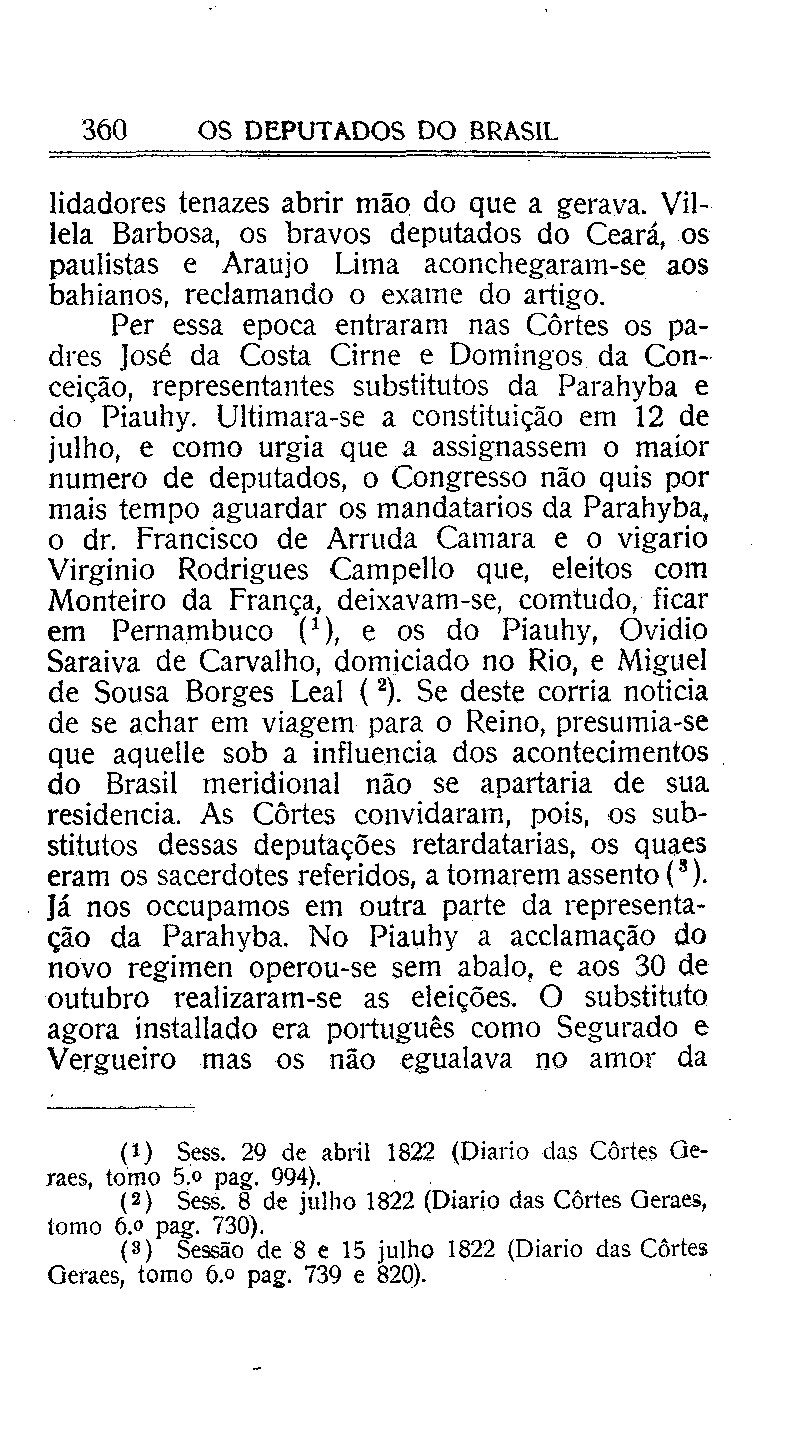 360 OS DEPUTADOS DO BRASIL
lidadores tenazes abrir mão do que a gerava. Vil-
lela Barbosa, os bravos deputados do Ceará, os
paulistas e Araujo Lima aconchegaram-se aos
bahianos, reclamando o exame do artigo.
Per essa epoca entraram nas Côrtes os pa-
dres José da Costa Cirne e Domingos da Con-
ceição, representantes substitutos da Parahyba e
do Piauhy. Ultimara-se a constituição em 12 de
julho, e como urgia que a assignassem o maior
numero de deputados, o Congresso não quis por
mais tempo aguardar os mandatarios da Parahyba,
o dr. Francisco de Arruda Camara e o vigario
Virginio Rodrigues Campello que, eleitos com
Monteiro da França, deixavam-se, comtudo, ficar
em Pernambuco (¹), e os do Piauhy, Ovidio
Saraiva de Carvalho, domiciado no Rio, e Miguel
de Sousa Borges Leal (²). Se deste corria noticia
de se achar em viagem para o Reino, presumia-se
que aquelle sob a influencia dos acontecimentos
do Brasil meridional não se apartaria de sua
residencia. As Côrtes convidaram, pois, os sub-
stitutos dessas deputações retardatarias, os quaes
eram os sacerdotes referidos, a tomarem assento (³).
Já nos occupamos em outra parte da representa-
ção da Parahyba. No Piauhy a acclamação do
novo regimen operou-se sem abalo, e aos 30 de
outubro realizaram-se as eleições. O substituto
agora installado era português como Segurado e
Vergueiro mas os não egualava no amor da
(1) Sess. 29 de abril 1822 (Diario das Côrtes Ge-
raes, tomo 5.º pag. 994).
(2) Sess. 8 de julho 1822 (Diario das Côrtes Geraes,
tomo 6.º pag. 730).
(3) Sessão de 8 e 15 julho 1822 (Diario das Côrtes
Geraes, tomo 6.º pag. 739 e 820).